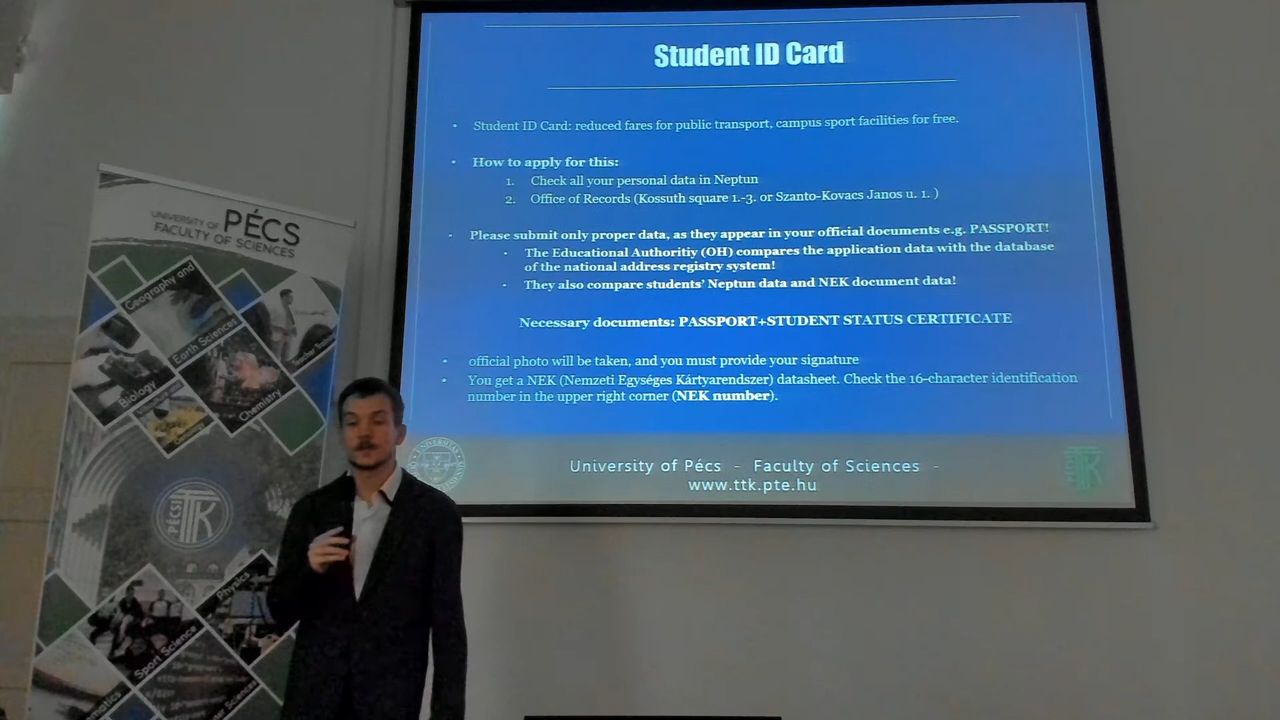 Student ID Card
• Student ID Card: reduced fares for public transport, campus sport facilities for free.
• How to apply for this:
1. Check all your personal data in Neptun
2. Office of Records (Kossuth square 1.-3. or Szanto-Kovacs Janos u. 1. )
• Please submit only proper data, as they appear in your official documents e.g. PASSPORT!
• The Educational Authoritiy (OH) compares the application data with the database
of the national address registry system!
• They also compare students' Neptun data and NEK document data!
Necessary documents: PASSPORT+STUDENT STATUS CERTIFICATE
• official photo will be taken, and you must provide your signature
• You get a NEK (Nemzeti Egységes Kártyarendszer) datasheet. Check the 16-character identification
number in the upper right corner (NEK number).
University of Pécs - Faculty of Sciences -
www.ttk.pte.hu
UNIVERSITY OF PÉCS
FACULTY OF SCIENCES
Geography and
Earth Sciences
Biology
Chemistry
PÉCSI TTK
Physics
Sport Science